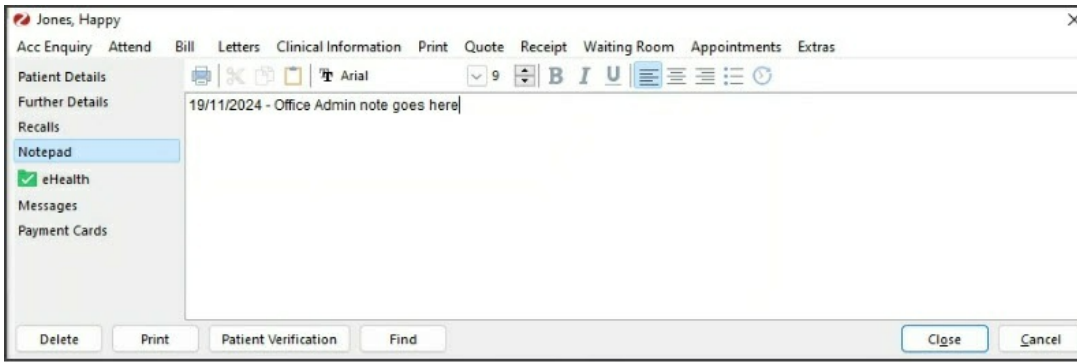 Jones, Happy
Acc Enquiry Attend Bill Letters Clinical Information Print Quote Receipt Waiting Room Appointments Extras
Patient Details
Further Details
Recalls
Notepad
eHealth
Messages
Payment Cards
Arial 9 B I U
19/11/2024 - Office Admin note goes here
Delete Print Patient Verification Find Close Cancel